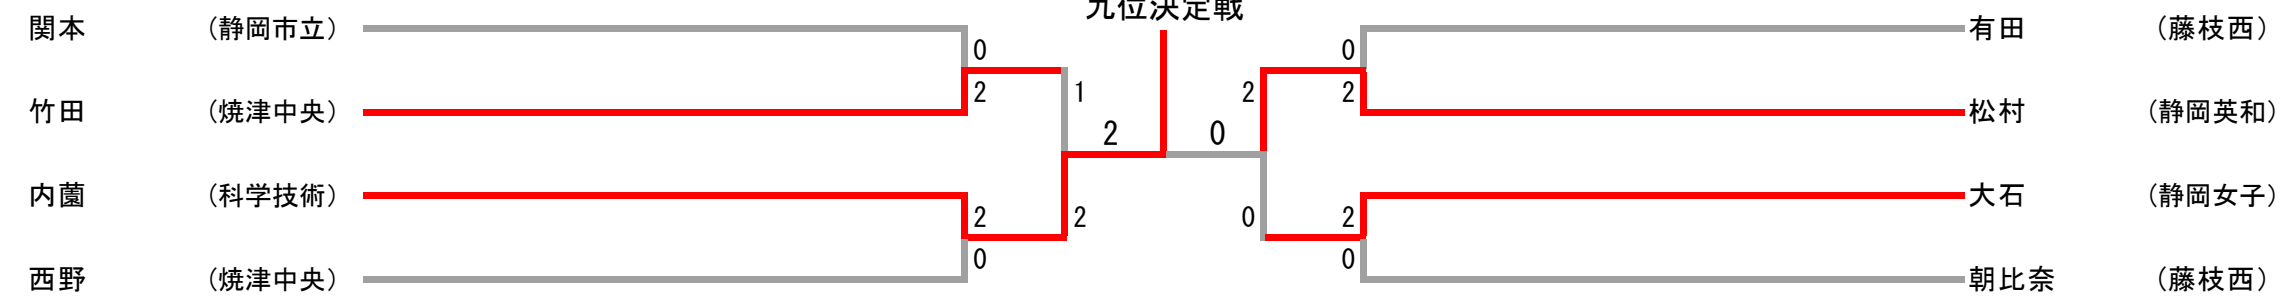 九位決定戦
関本 (静岡市立) 0 0 有田 (藤枝西)
竹田 (焼津中央) 2 1 2 2 松村 (静岡英和)
2 0
内薗 (科学技術) 2 2 0 2 大石 (静岡女子)
西野 (焼津中央) 0 0 朝比奈 (藤枝西)